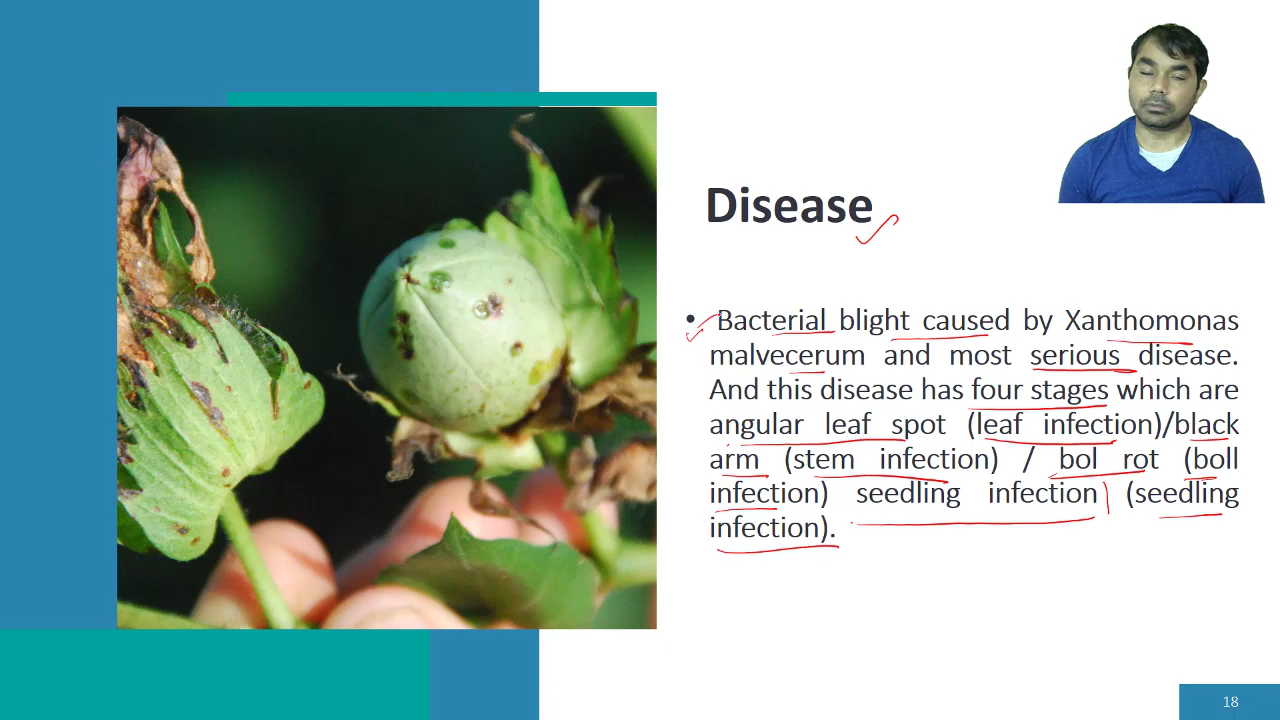 Disease
• Bacterial blight caused by Xanthomonas
malvecerum and most serious disease.
And this disease has four stages which are
angular leaf spot (leaf infection)/black
arm (stem infection) / bol rot (boll
infection) seedling infection (seedling
infection).
18